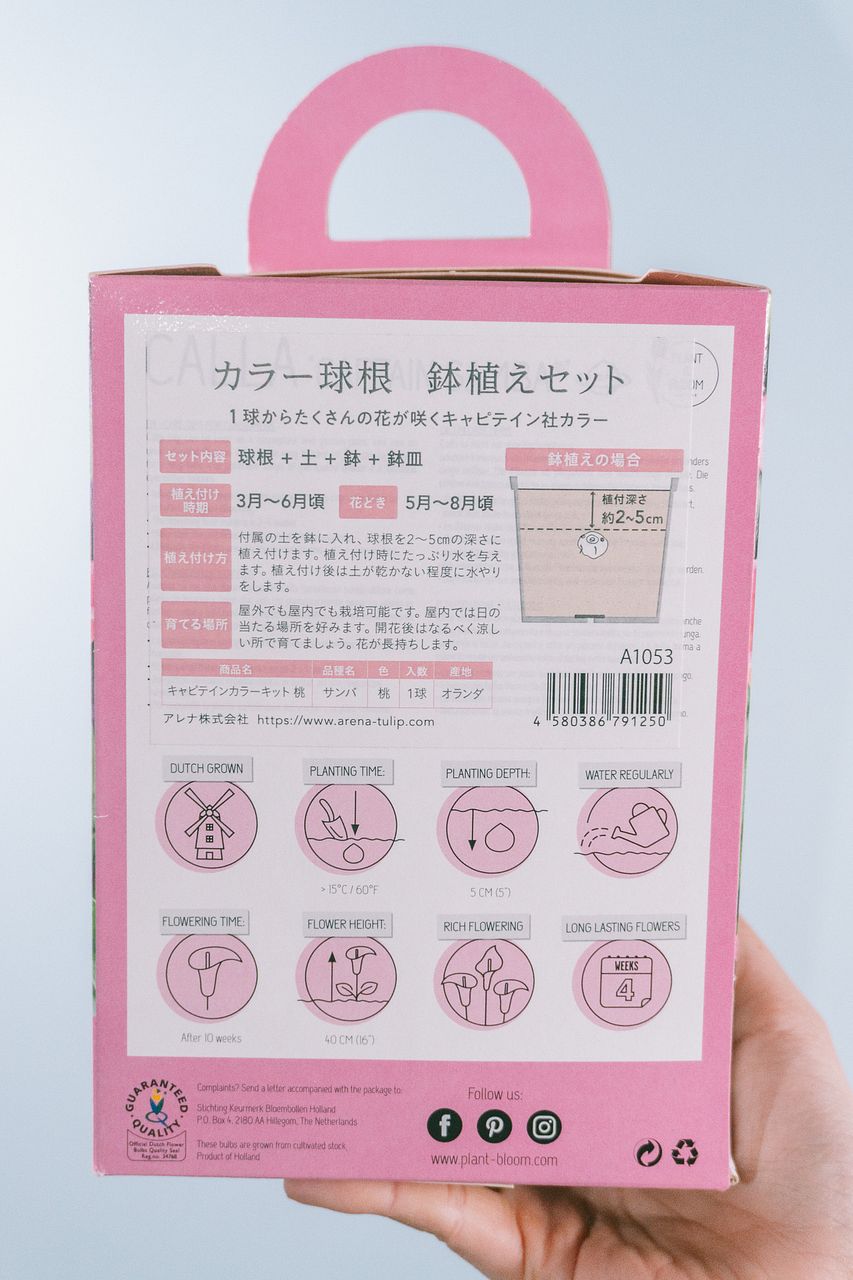 カラー球根 鉢植えセット
1球からたくさんの花が咲くキャピテイン社カラー
セット内容 球根 + 土 + 鉢 + 鉢皿
植え付け時期 3月〜6月頃 花どき 5月〜8月頃
植え付け方
付属の土を鉢に入れ、球根を2〜5cmの深さに
植え付けます。植え付け時にたっぷり水を与え
ます。植え付け後は土が乾かない程度に水やり
をします。
育てる場所
屋外でも屋内でも栽培可能です。屋内では日の
当たる場所を好みます。開花後はなるべく涼し
い所で育てましょう。花が長持ちします。
鉢植えの場合
植付深さ
約2~5cm
商品名 品種名 色 入数 産地
キャピテインカラーキット 桃 サンバ 桃 1球 オランダ
アレナ株式会社 https://www.arena-tulip.com
A1053
4 580386 791250
DUTCH GROWN
PLANTING TIME:
PLANTING DEPTH:
WATER REGULARLY
> 15°C / 60°F
5 CM (5")
FLOWERING TIME:
FLOWER HEIGHT:
RICH FLOWERING
LONG LASTING FLOWERS
WEEKS
4
After 10 weeks
40 CM (16")
GUARANTEED
QUALITY
Official Dutch Flower
Bulbs Quality Seal
Reg.no. 34768
Complaints? Send a letter accompanied with the package to:
Stichting Keurmerk Bloembollen Holland
P.O. Box 4, 2180 AA Hillegom, The Netherlands
These bulbs are grown from cultivated stock.
Product of Holland
Follow us:
www.plant-bloom.com